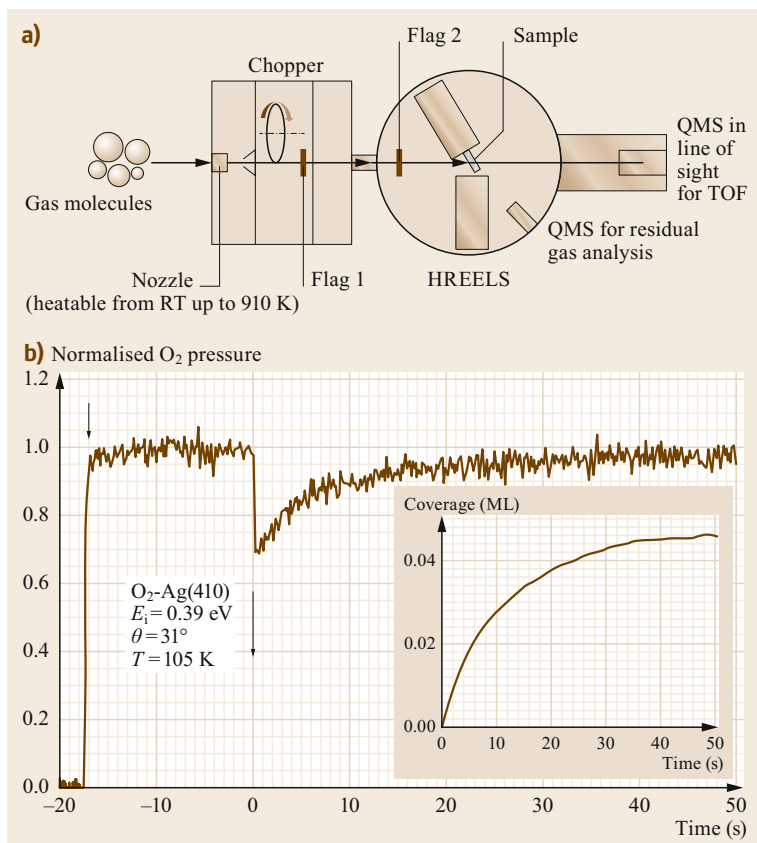 a)
Flag 2
Sample
Chopper
QMS in
line of
sight
for TOF
Gas molecules
QMS for residual
gas analysis
Nozzle
Flag 1
HREELS
(heatable from RT up to 910 K)
b) Normalised O₂ pressure
1.2
1.0
0.8
0.6
0.4
0.2
0.0
O₂-Ag(410)
Eᵢ = 0.39 eV
θ = 31°
T = 105 K
Coverage (ML)
0.04
0.02
0.00
0 10 20 30 40 50
Time (s)
–20 –10 0 10 20 30 40 50
Time (s)